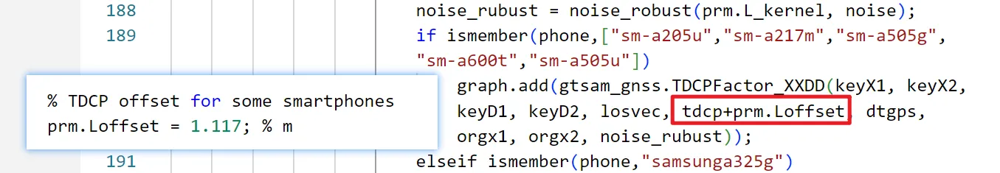 188 noise_rubust = noise_robust(prm.L_kernel, noise);
189 if ismember(phone,["sm-a205u","sm-a217m","sm-a505g",
"sm-a600t","sm-a505u"])
graph.add(gtsam_gnss.TDCPFactor_XXDD(keyX1, keyX2,
keyD1, keyD2, losvec, tdcp+prm.Loffset, dtgps,
orgx1, orgx2, noise_rubust));
191 elseif ismember(phone,"samsunga325g")
% TDCP offset for some smartphones
prm.Loffset = 1.117; % m